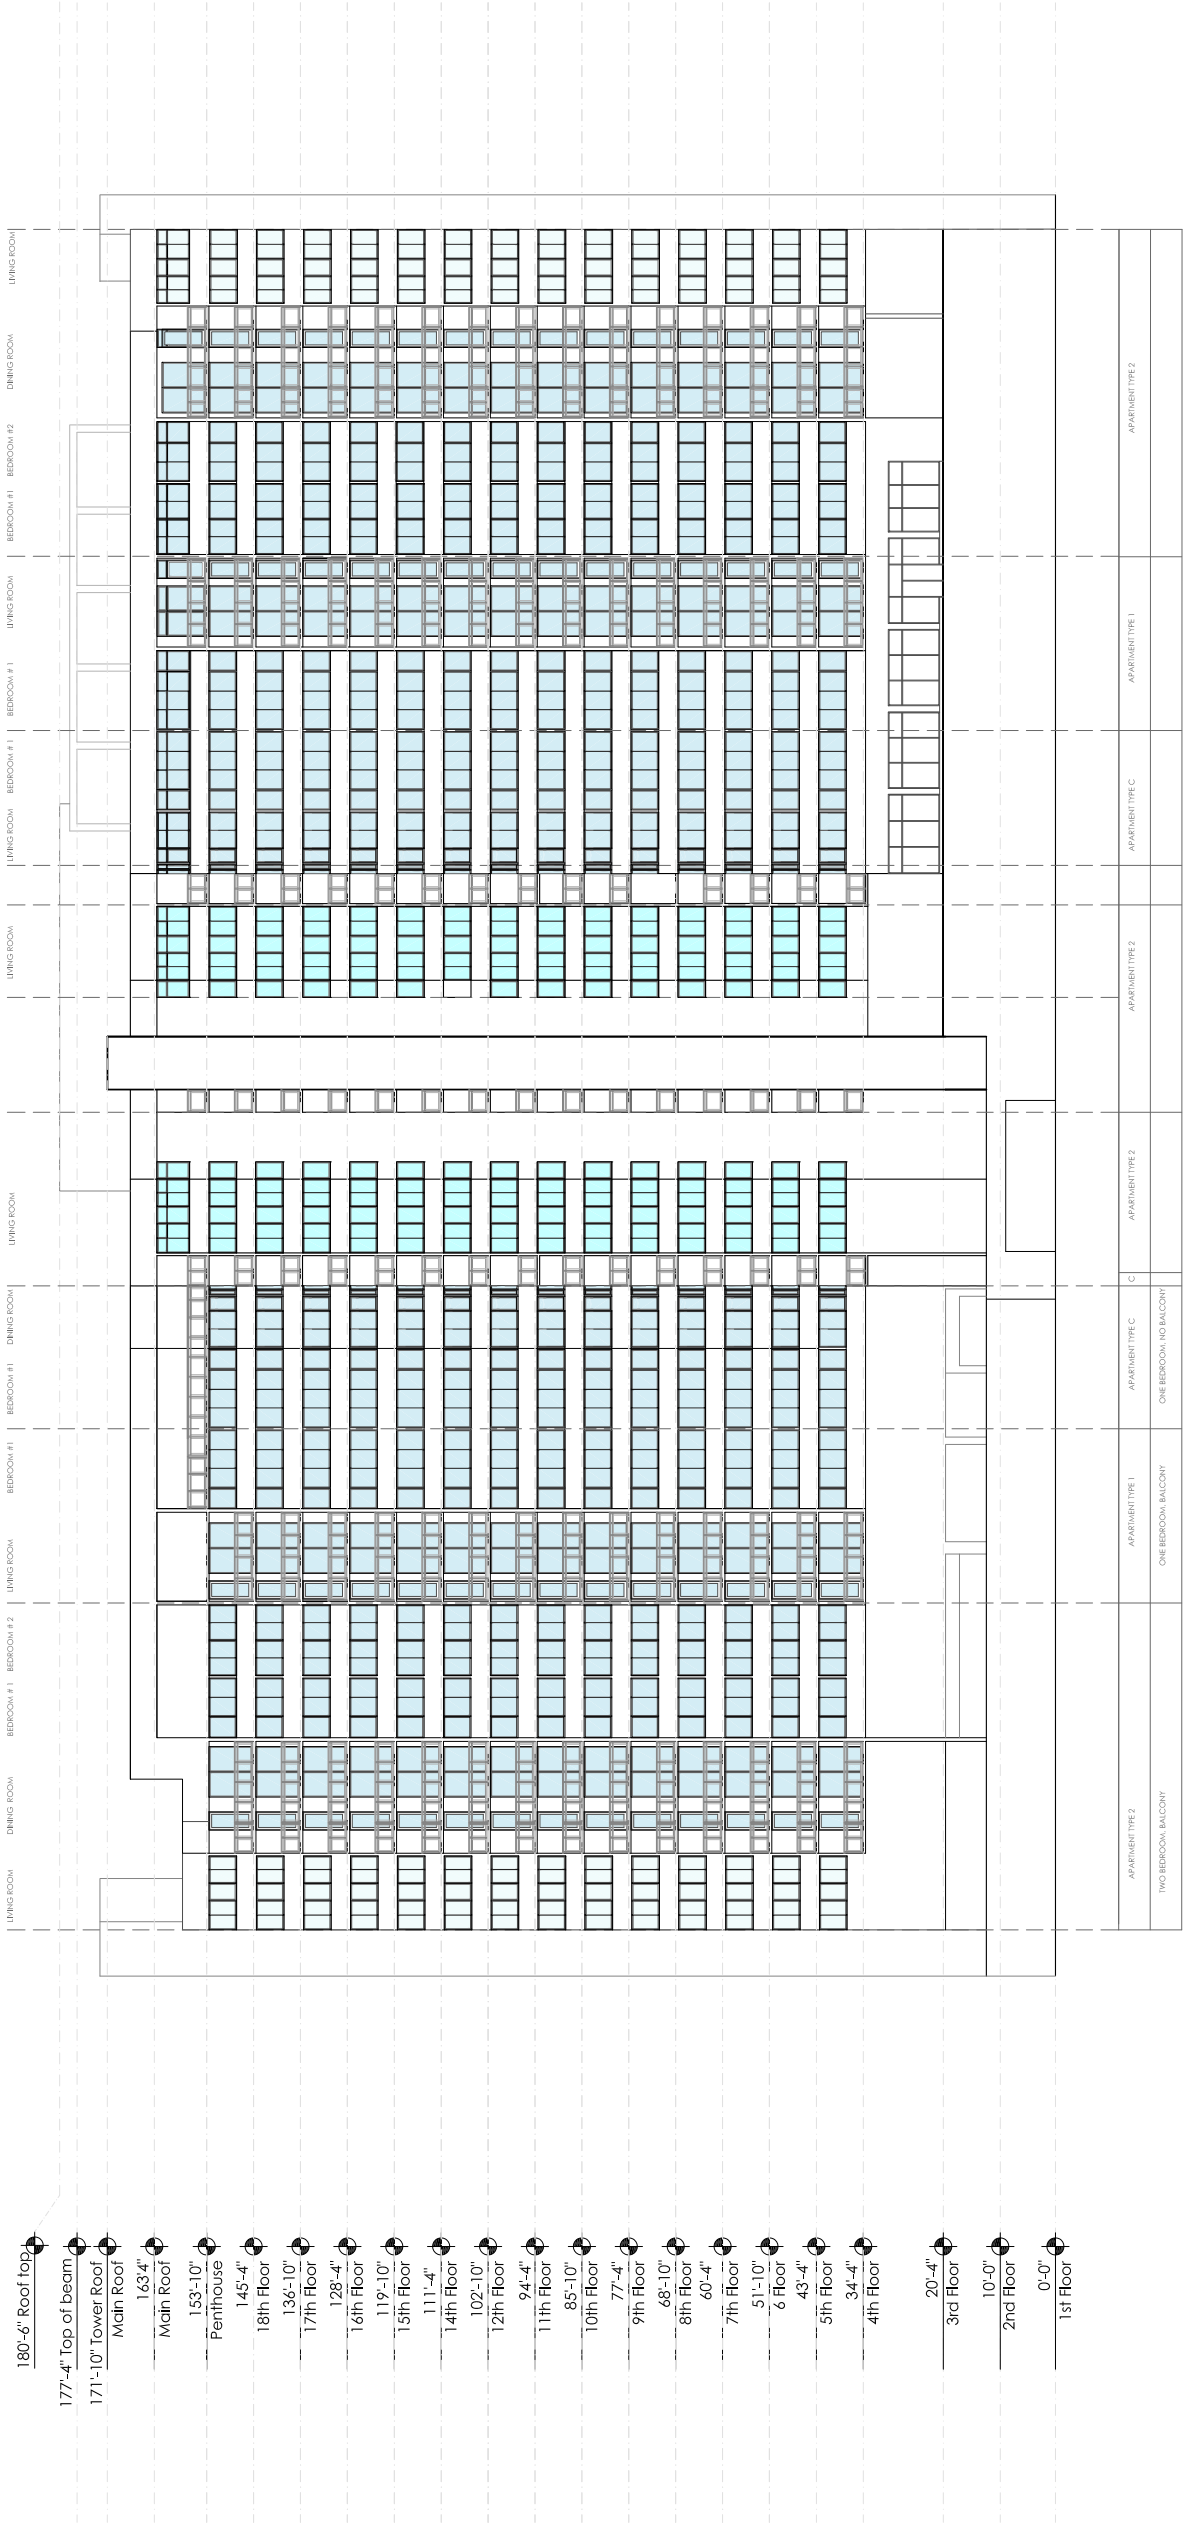 LIVING ROOM
DINING ROOM
BEDROOM # 1
BEDROOM # 2
LIVING ROOM
BEDROOM #1
BEDROOM #1
DINING ROOM
LIVING ROOM
LIVING ROOM
LIVING ROOM
BEDROOM # 1
BEDROOM # 1
LIVING ROOM
BEDROOM #1
BEDROOM #2
DINING ROOM
LIVING ROOM
180'-6" Roof top
177'-4" Top of beam
171'-10" Tower Roof
Main Roof
163'4"
Main Roof
153'-10"
Penthouse
145'-4"
18th Floor
136'-10"
17th Floor
128'-4"
16th Floor
119'-10"
15th Floor
111'-4"
14th Floor
102'-10"
12th Floor
94'-4"
11th Floor
85'-10"
10th Floor
77'-4"
9th Floor
68'-10"
8th Floor
60'-4"
7th Floor
51'-10"
6 Floor
43'-4"
5th Floor
34'-4"
4th Floor
20'-4"
3rd Floor
10'-0"
2nd Floor
0'-0"
1st Floor
APARTMENT TYPE 2
APARTMENT TYPE 1
APARTMENT TYPE C
C
APARTMENT TYPE 2
APARTMENT TYPE 2
APARTMENT TYPE C
APARTMENT TYPE 1
APARTMENT TYPE 2
TWO BEDROOM, BALCONY
ONE BEDROOM, BALCONY
ONE BEDROOM, NO BALCONY